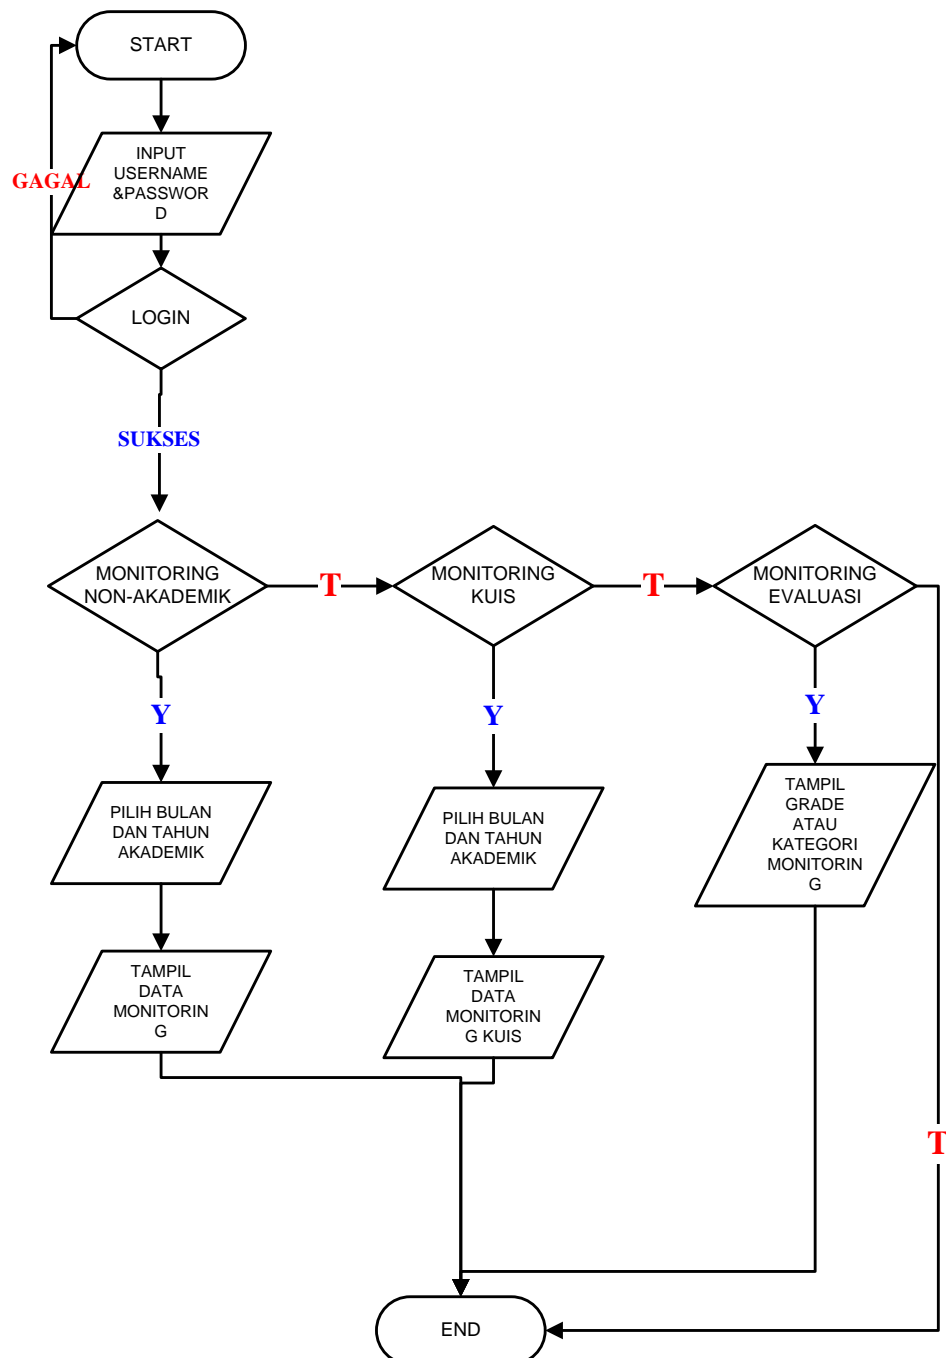 START
INPUT
USERNAME
&PASSWOR
D
GAGAL
LOGIN
SUKSES
MONITORING
NON-AKADEMIK
T
MONITORING
KUIS
T
MONITORING
EVALUASI
Y
Y
Y
PILIH BULAN
DAN TAHUN
AKADEMIK
PILIH BULAN
DAN TAHUN
AKADEMIK
TAMPIL
GRADE
ATAU
KATEGORI
MONITORIN
G
TAMPIL
DATA
MONITORIN
G
TAMPIL
DATA
MONITORIN
G KUIS
T
END